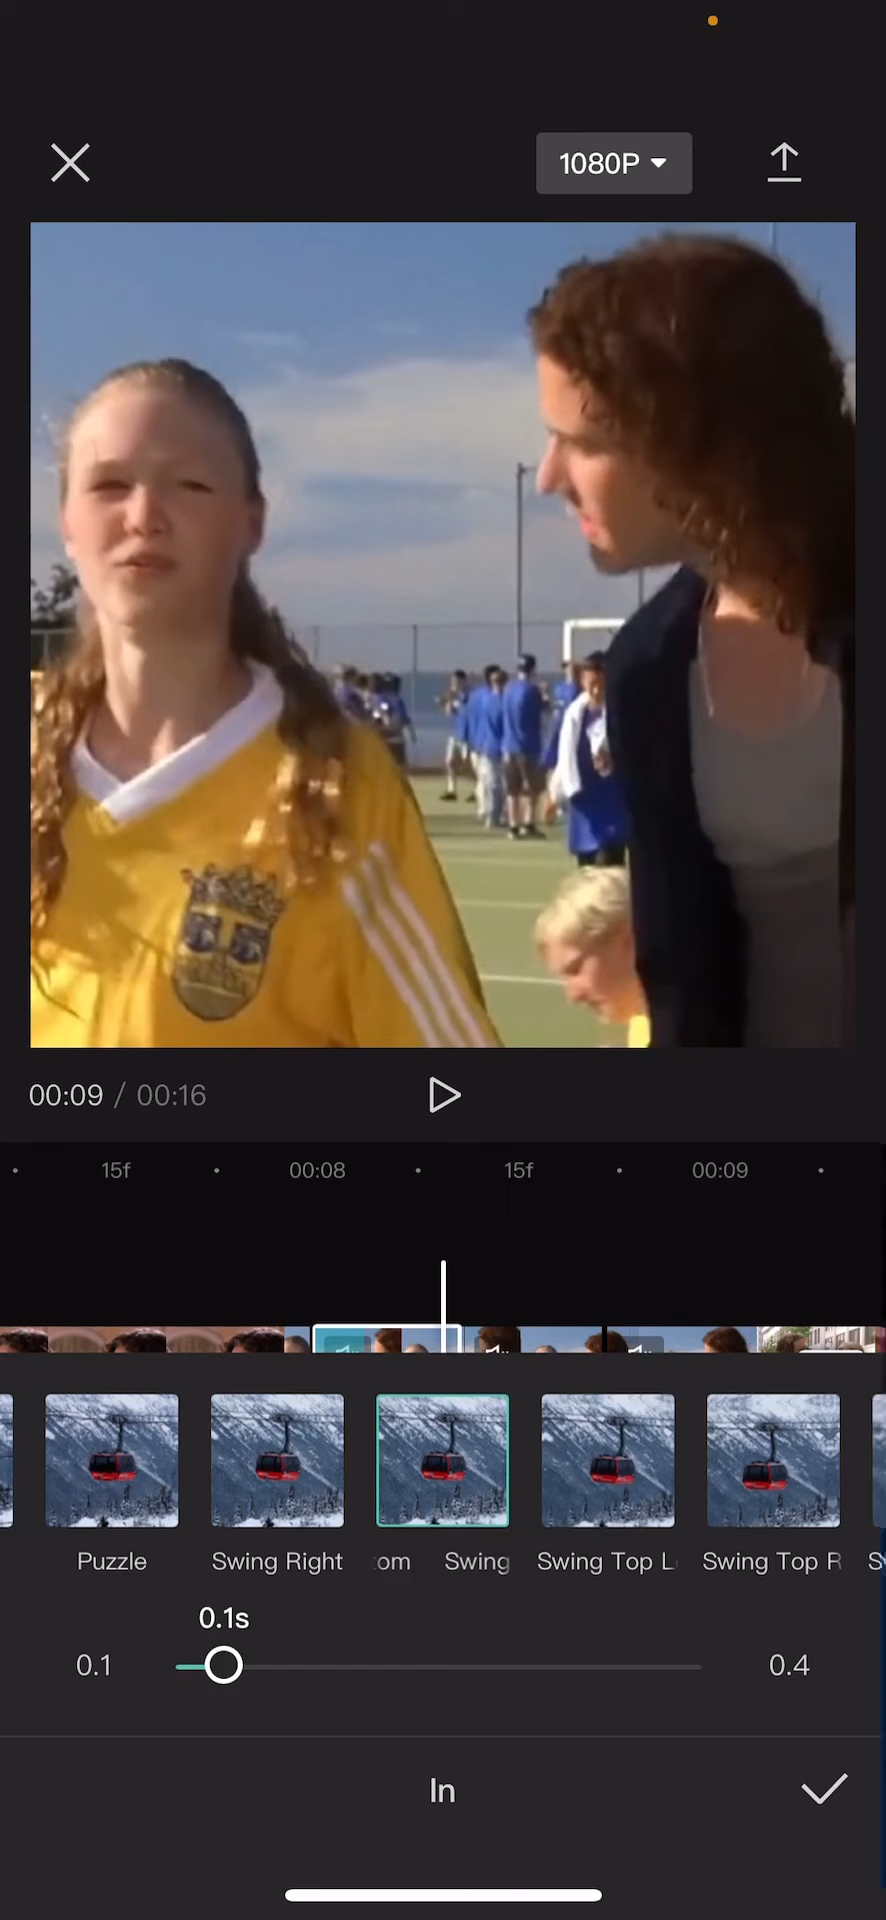 1080P
00:09 / 00:16
15f 00:08 15f 00:09
Puzzle Swing Right om Swing Swing Top L Swing Top R S
0.1s
0.1 0.4
In